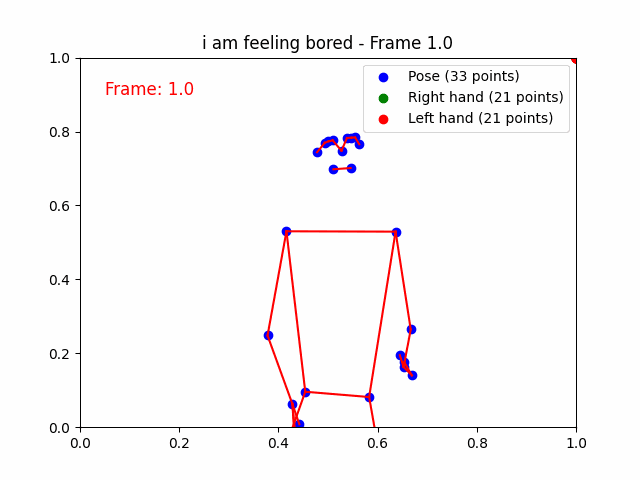 i am feeling bored - Frame 1.0
Frame: 1.0
Pose (33 points)
Right hand (21 points)
Left hand (21 points)
1.0
0.8
0.6
0.4
0.2
0.0
0.0 0.2 0.4 0.6 0.8 1.0